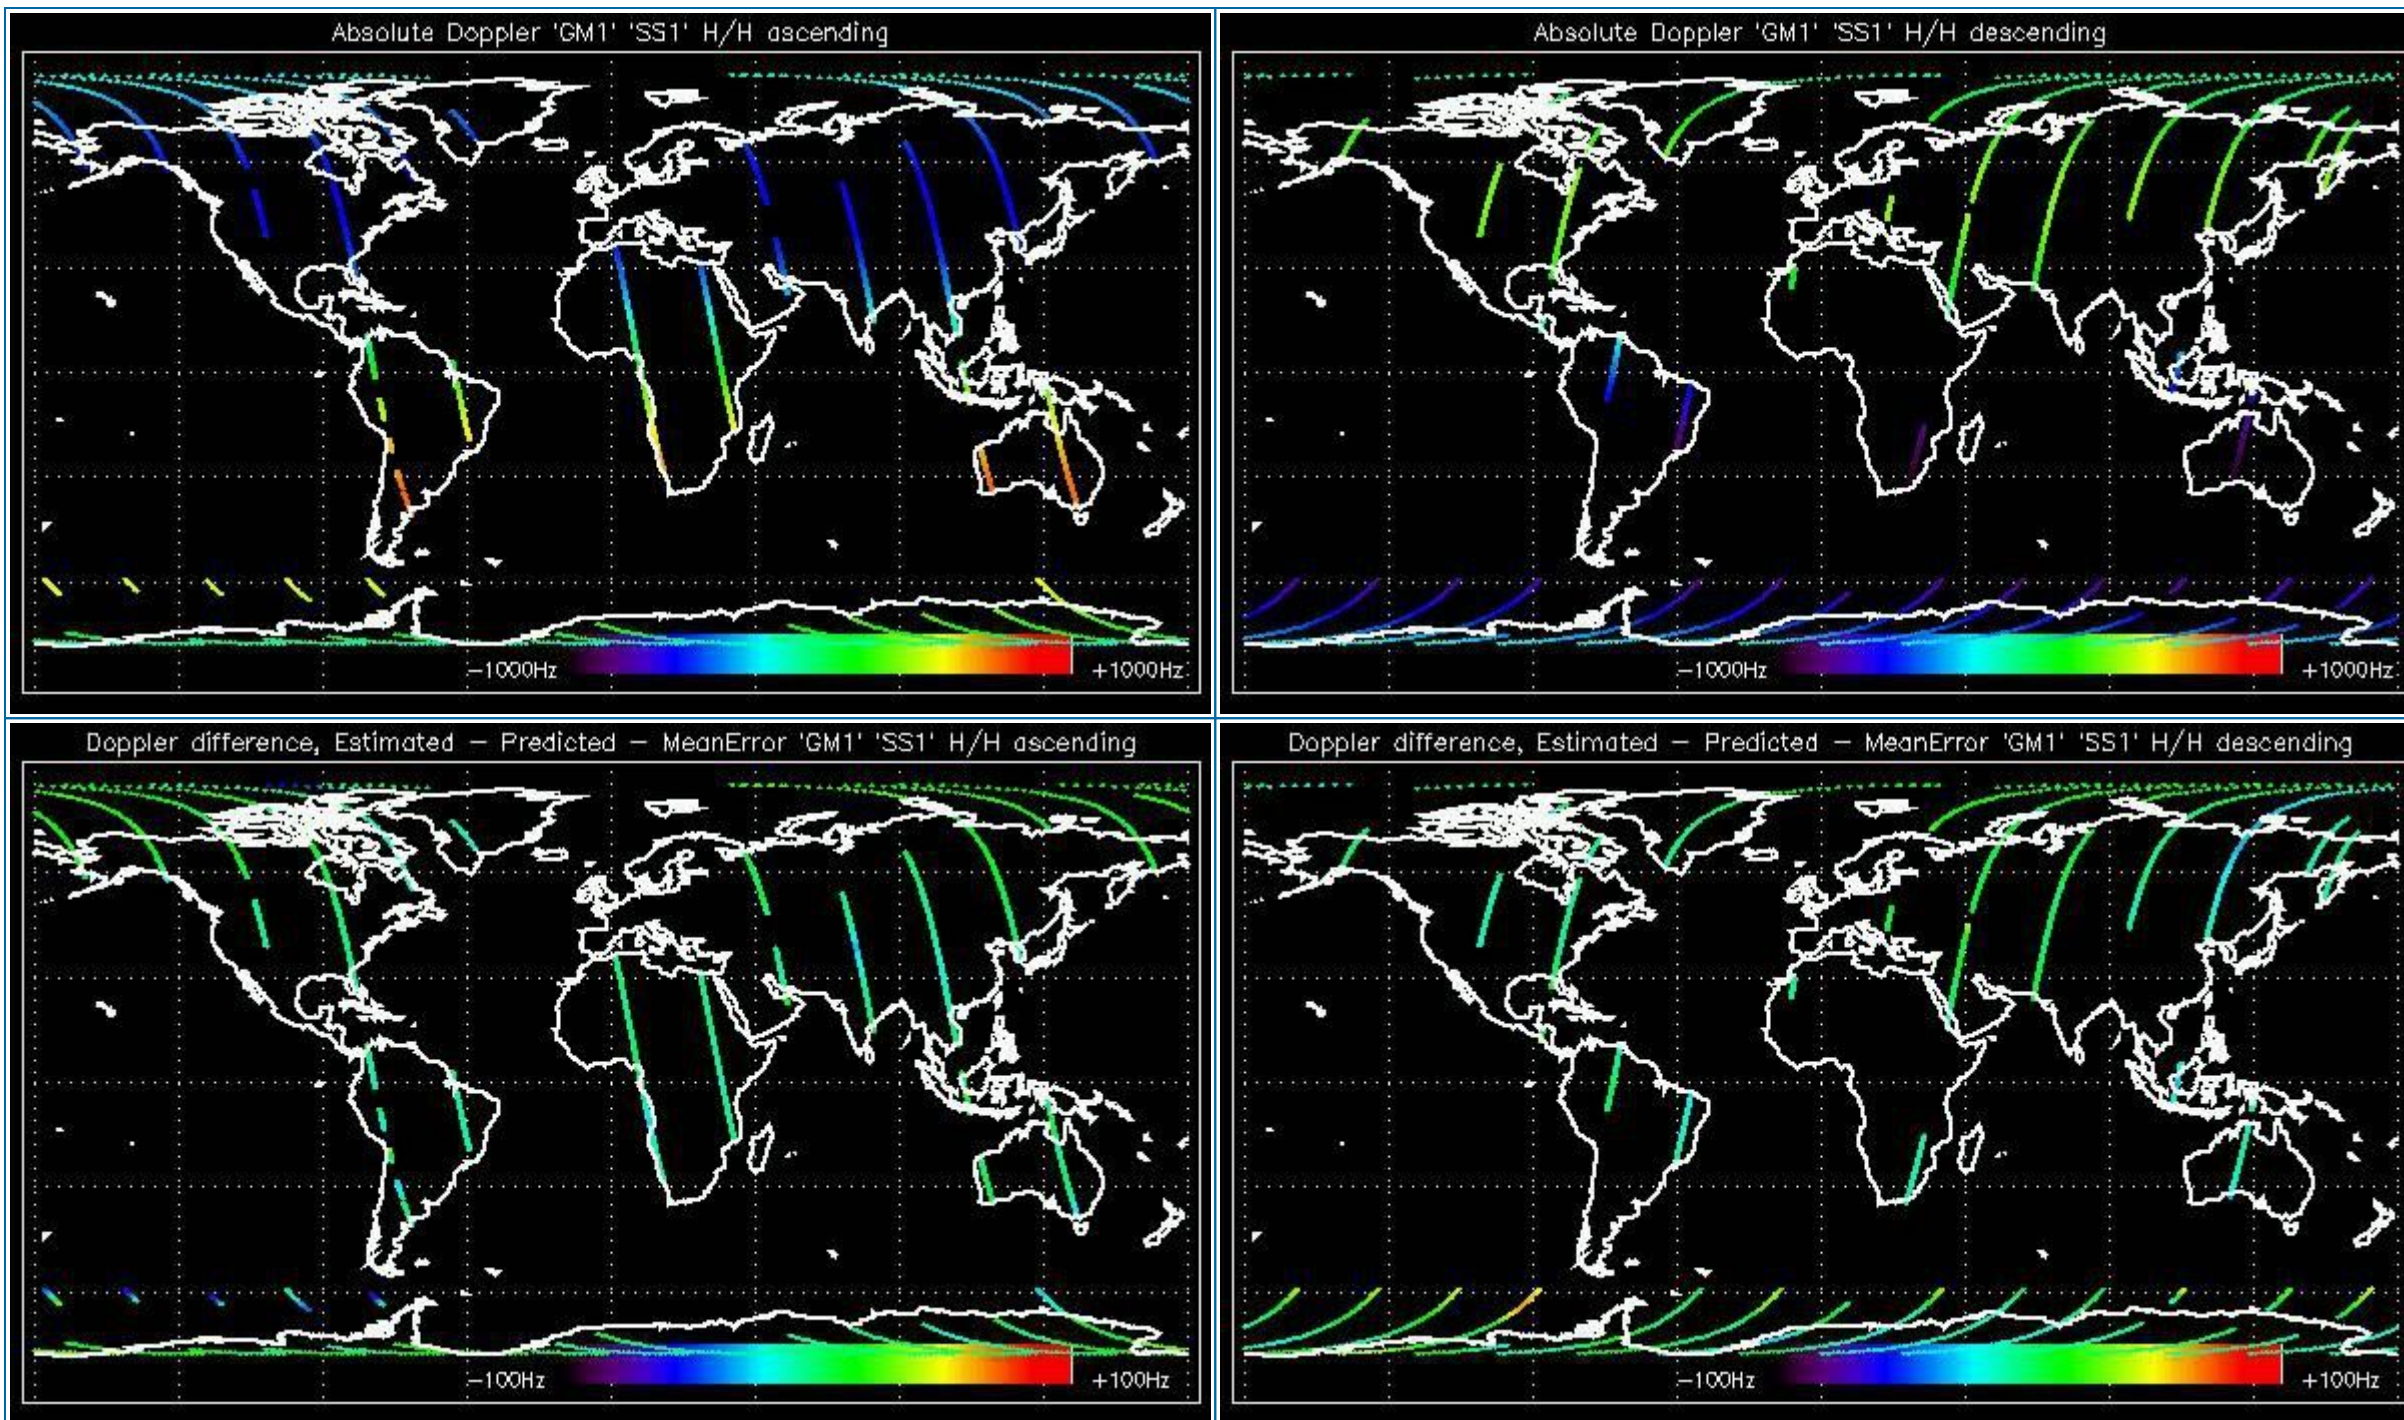 Absolute Doppler 'GM1' 'SS1' H/H ascending
-1000Hz
+1000Hz
Absolute Doppler 'GM1' 'SS1' H/H descending
-1000Hz
+1000Hz
Doppler difference, Estimated - Predicted - MeanError 'GM1' 'SS1' H/H ascending
-100Hz
+100Hz
Doppler difference, Estimated - Predicted - MeanError 'GM1' 'SS1' H/H descending
-100Hz
+100Hz